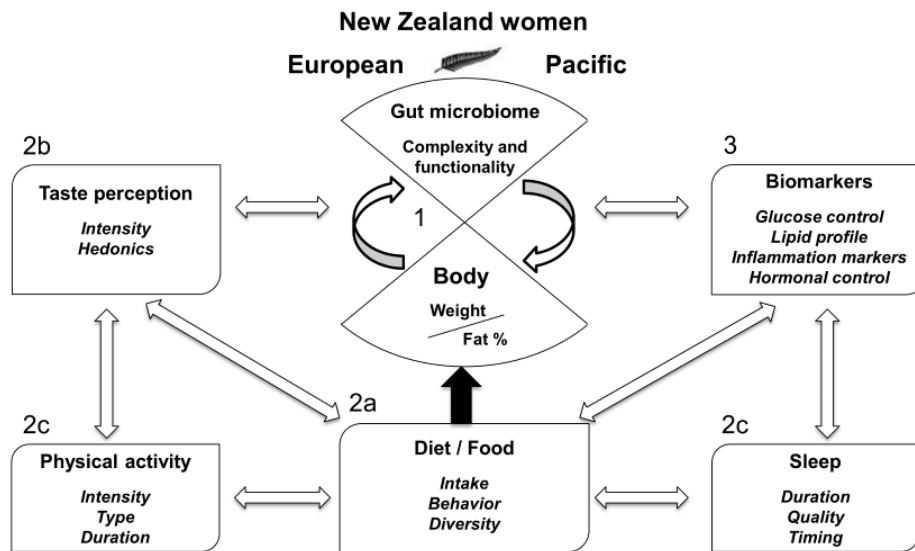 New Zealand women
European
Pacific
Gut microbiome
Complexity and
functionality
1
Body
Weight
Fat %
2b
Taste perception
Intensity
Hedonics
3
Biomarkers
Glucose control
Lipid profile
Inflammation markers
Hormonal control
2c
Physical activity
Intensity
Type
Duration
2a
Diet / Food
Intake
Behavior
Diversity
2c
Sleep
Duration
Quality
Timing